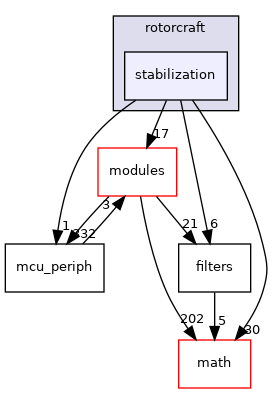 rotorcraft
stabilization
17
modules
1
3
332
21
6
mcu_periph
filters
202
5
30
math